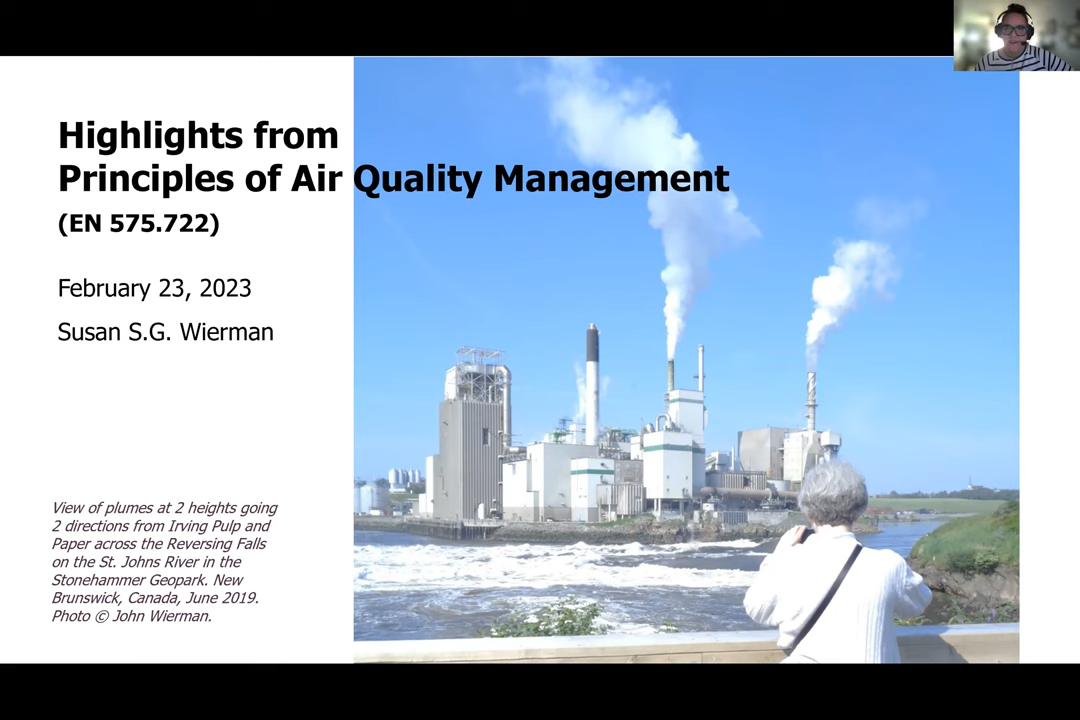 Highlights from
Principles of Air Quality Management
(EN 575.722)
February 23, 2023
Susan S.G. Wierman
View of plumes at 2 heights going
2 directions from Irving Pulp and
Paper across the Reversing Falls
on the St. Johns River in the
Stonehammer Geopark. New
Brunswick, Canada, June 2019.
Photo © John Wierman.